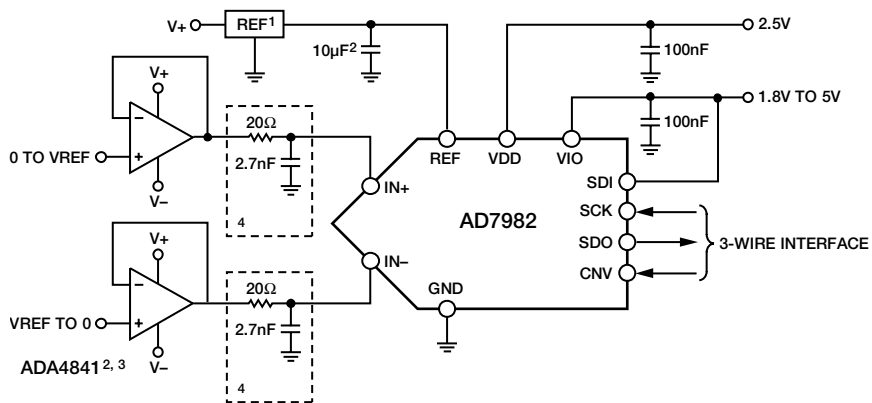 V+
REF1
10µF2
100nF
2.5V
1.8V TO 5V
100nF
V+
20Ω
2.7nF
4
0 TO VREF
–
+
V–
REF
VDD
VIO
IN+
SDI
SCK
AD7982
SDO
3-WIRE INTERFACE
CNV
IN–
GND
V+
20Ω
2.7nF
4
–
+
VREF TO 0
V–
ADA4841 2, 3